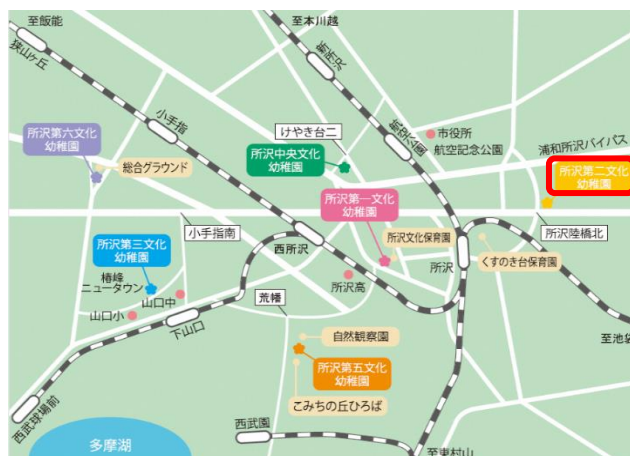 至飯能
至本川越
狭山ヶ丘
新所沢
小手指
けやき台二
航空公園
市役所
航空記念公園
浦和所沢バイパス
所沢第六文化
幼稚園
総合グラウンド
所沢中央文化
幼稚園
所沢第二文化
幼稚園
所沢第一文化
幼稚園
小手指南
所沢文化保育園
所沢陸橋北
所沢第三文化
幼稚園
西所沢
所沢
くすのき台保育園
椿峰
ニュータウン
山口中
所沢高
荒幡
山口小
下山口
自然観察園
至池袋
所沢第五文化
幼稚園
こみちの丘ひろば
西武球場前
西武園
多摩湖
至東村山